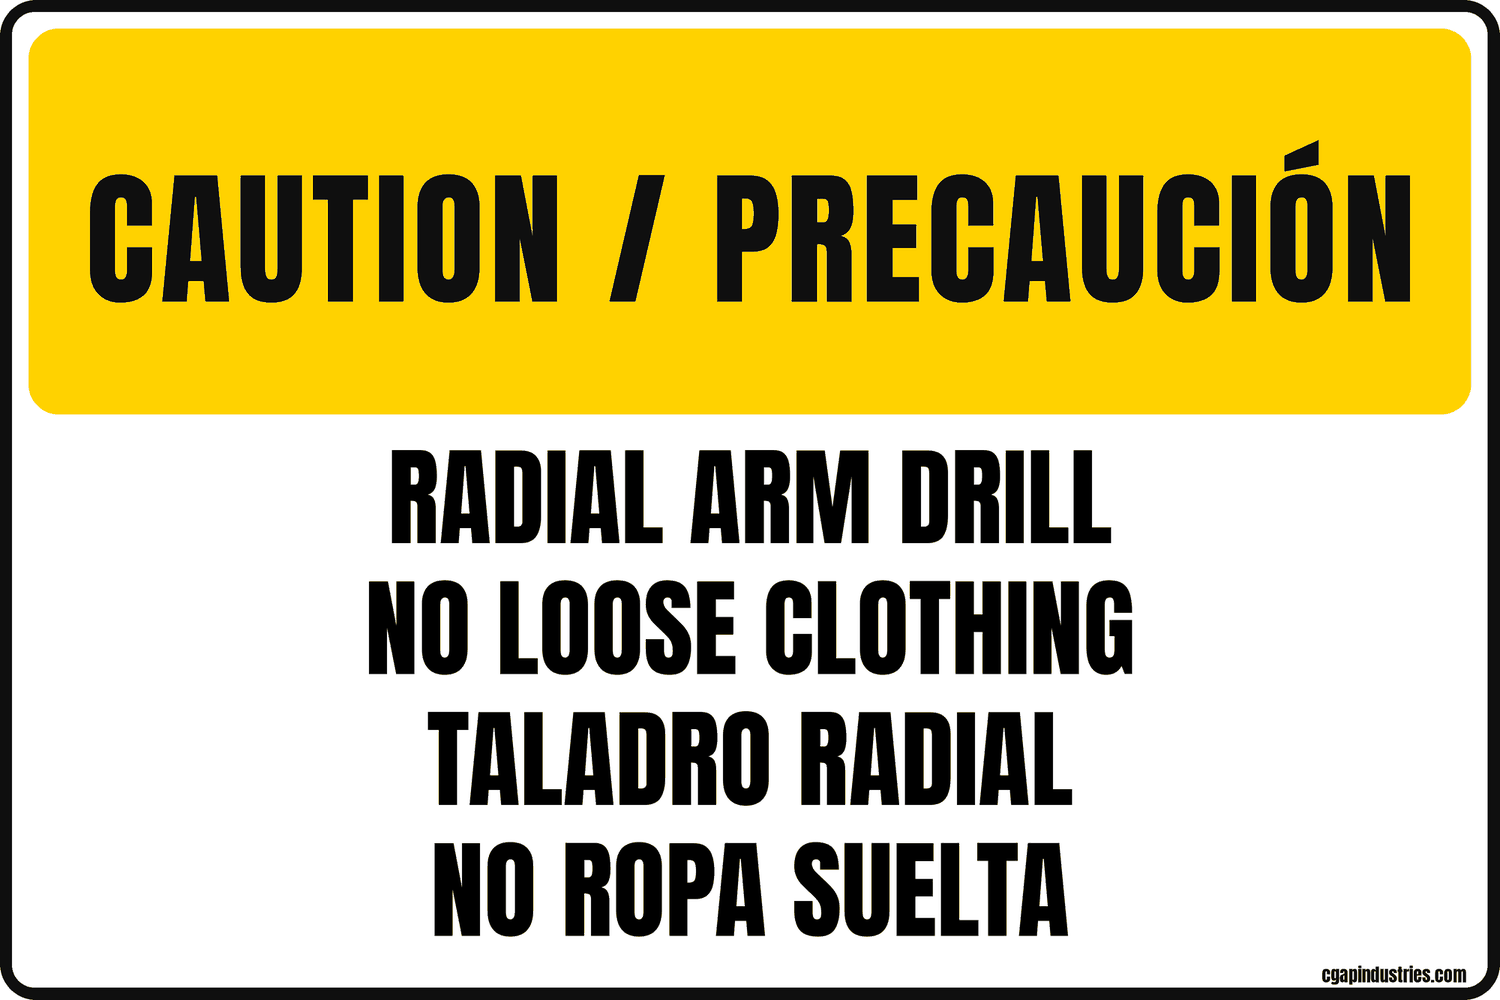 CAUTION / PRECAUCIÓN
RADIAL ARM DRILL
NO LOOSE CLOTHING
TALADRO RADIAL
NO ROPA SUELTA
cgapindustries.com